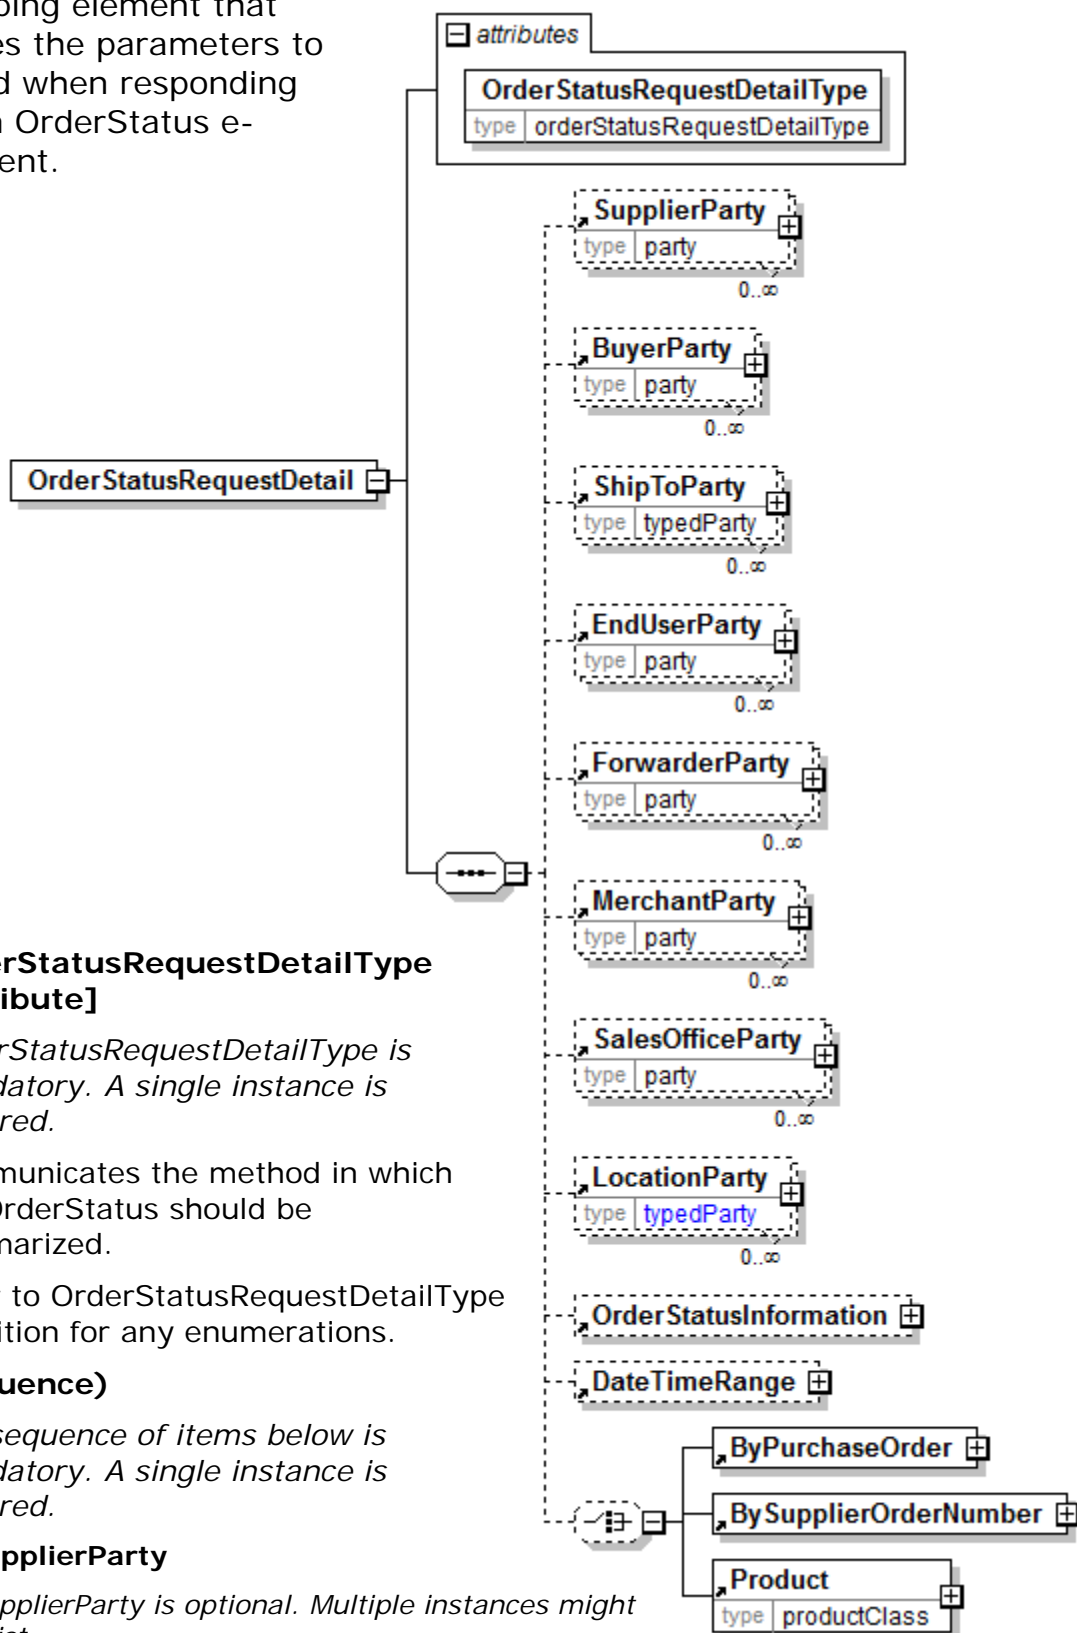 ping element that
es the parameters to
d when responding
n OrderStatus e-
ent.
attributes
OrderStatusRequestDetailType
type orderStatusRequestDetailType
SupplierParty
type party
0..∞
BuyerParty
type party
0..∞
ShipToParty
type typedParty
0..∞
OrderStatusRequestDetail
EndUserParty
type party
0..∞
ForwarderParty
type party
0..∞
MerchantParty
type party
0..∞
SalesOfficeParty
type party
0..∞
LocationParty
type typedParty
0..∞
OrderStatusInformation
DateTimeRange
ByPurchaseOrder
BySupplierOrderNumber
Product
type productClass
erStatusRequestDetailType
ibute]
rStatusRequestDetailType is
datory. A single instance is
red.
municates the method in which
OrderStatus should be
marized.
r to OrderStatusRequestDetailType
ition for any enumerations.
uence)
sequence of items below is
datory. A single instance is
red.
pplierParty
pplierParty is optional. Multiple instances might